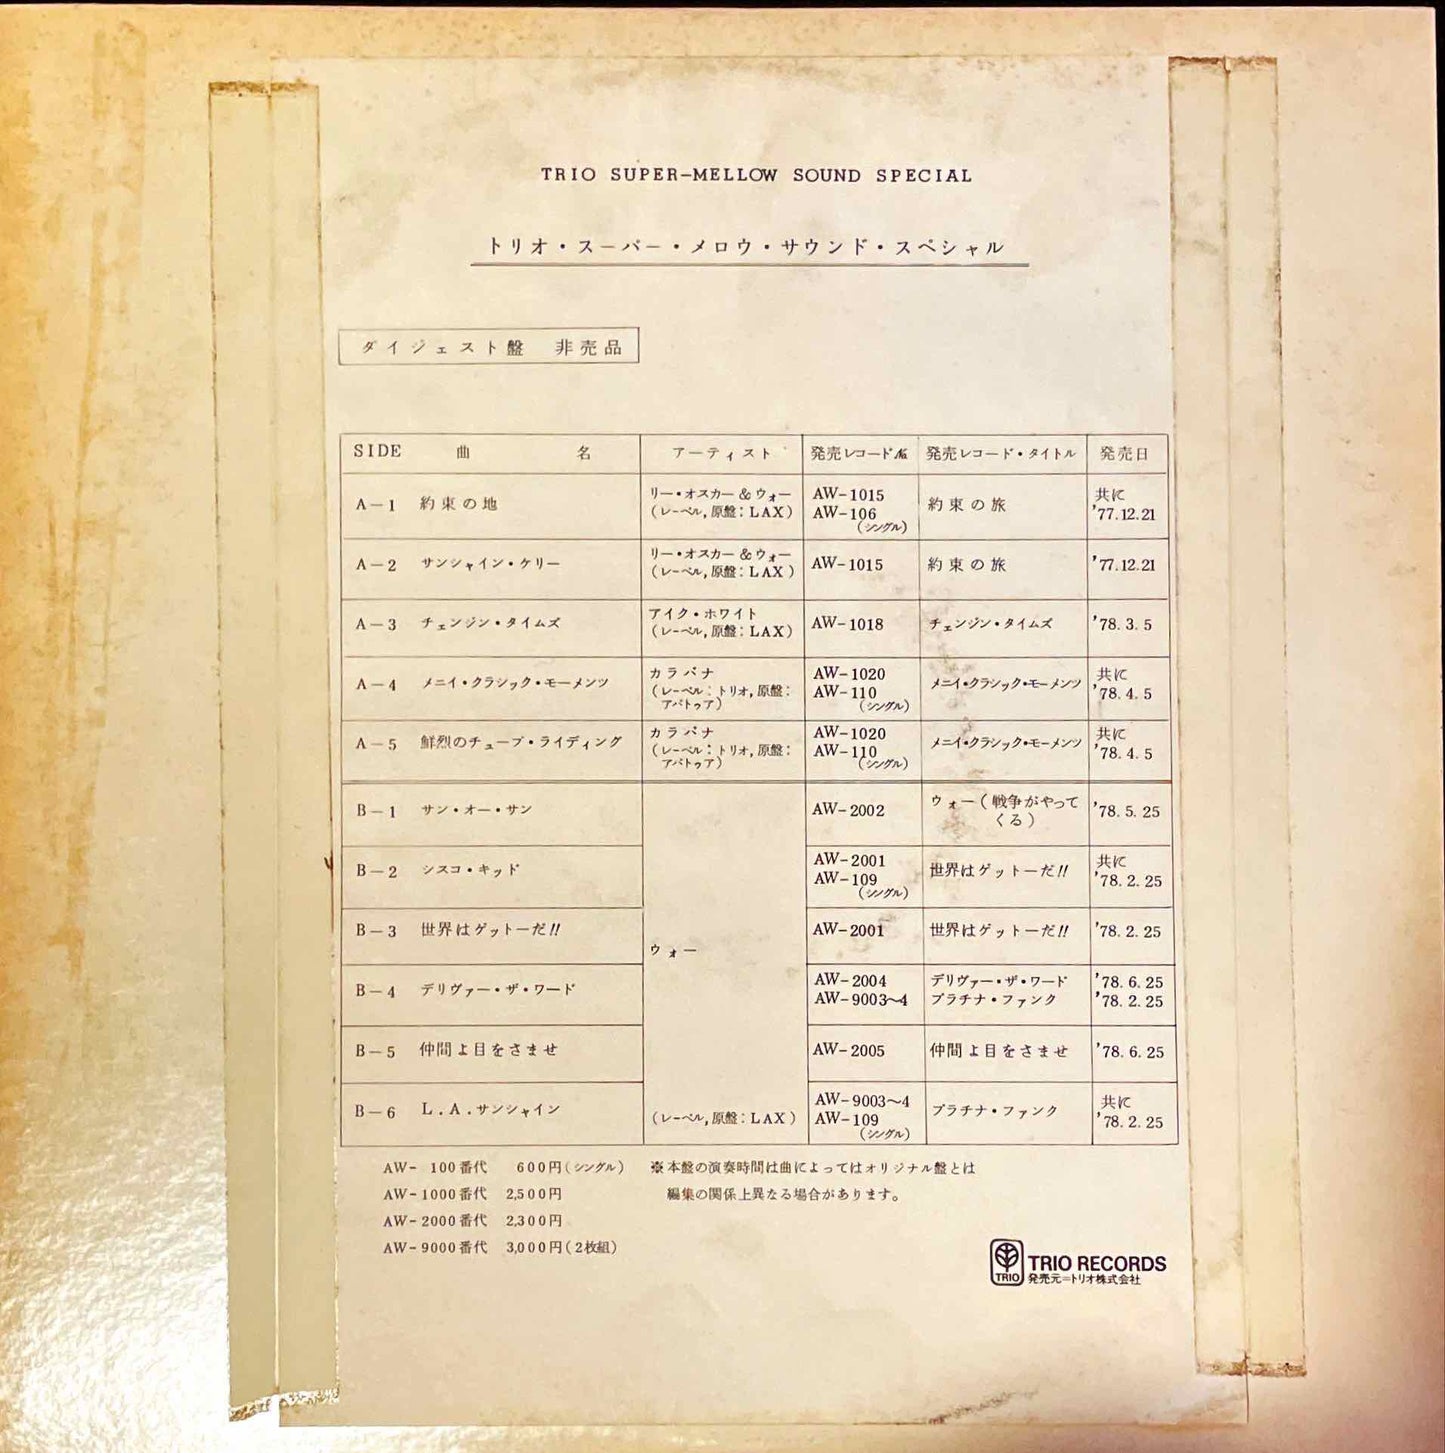 TRIO SUPER-MELLOW SOUND SPECIAL
トリオ・スーパー・メロウ・サウンド・スペシャル
ダイジェスト盤 非売品
SIDE 曲 名 アーティスト 発売レコード№ 発売レコード・タイトル 発売日
A-1 約束の地 リー・オスカー&ウォー (レーベル,原盤:LAX) AW-1015 AW-106 (シングル) 約束の旅 共に '77.12.21
A-2 サンシャイン・ケリー リー・オスカー&ウォー (レーベル,原盤:LAX) AW-1015 約束の旅 '77.12.21
A-3 チェンジン・タイムズ アイク・ホワイト (レーベル,原盤:LAX) AW-1018 チェンジン・タイムズ '78.3.5
A-4 メニイ・クラシック・モーメンツ カラパナ (レーベル:トリオ,原盤:アバトゥア) AW-1020 AW-110 (シングル) メニイ・クラシック・モーメンツ 共に '78.4.5
A-5 鮮烈のチューブ・ライディング カラパナ (レーベル:トリオ,原盤:アバトゥア) AW-1020 AW-110 (シングル) メニイ・クラシック・モーメンツ 共に '78.4.5
B-1 サン・オー・サン AW-2002 ウォー(戦争がやってくる) '78.5.25
B-2 シスコ・キッド AW-2001 AW-109 (シングル) 世界はゲットーだ!! 共に '78.2.25
B-3 世界はゲットーだ!! ウォー AW-2001 世界はゲットーだ!! '78.2.25
B-4 デリヴァー・ザ・ワード AW-2004 AW-9003〜4 デリヴァー・ザ・ワード プラチナ・ファンク '78.6.25 '78.2.25
B-5 仲間よ目をさませ AW-2005 仲間よ目をさませ '78.6.25
B-6 L.A.サンシャイン (レーベル,原盤:LAX) AW-9003〜4 AW-109 (シングル) プラチナ・ファンク 共に '78.2.25
AW- 100番代 600円(シングル)
AW-1000番代 2,500円
AW-2000番代 2,300円
AW-9000番代 3,000円(2枚組)
※本盤の演奏時間は曲によってはオリジナル盤とは
編集の関係上異なる場合があります。
TRIO
TRIO RECORDS
発売元=トリオ株式会社